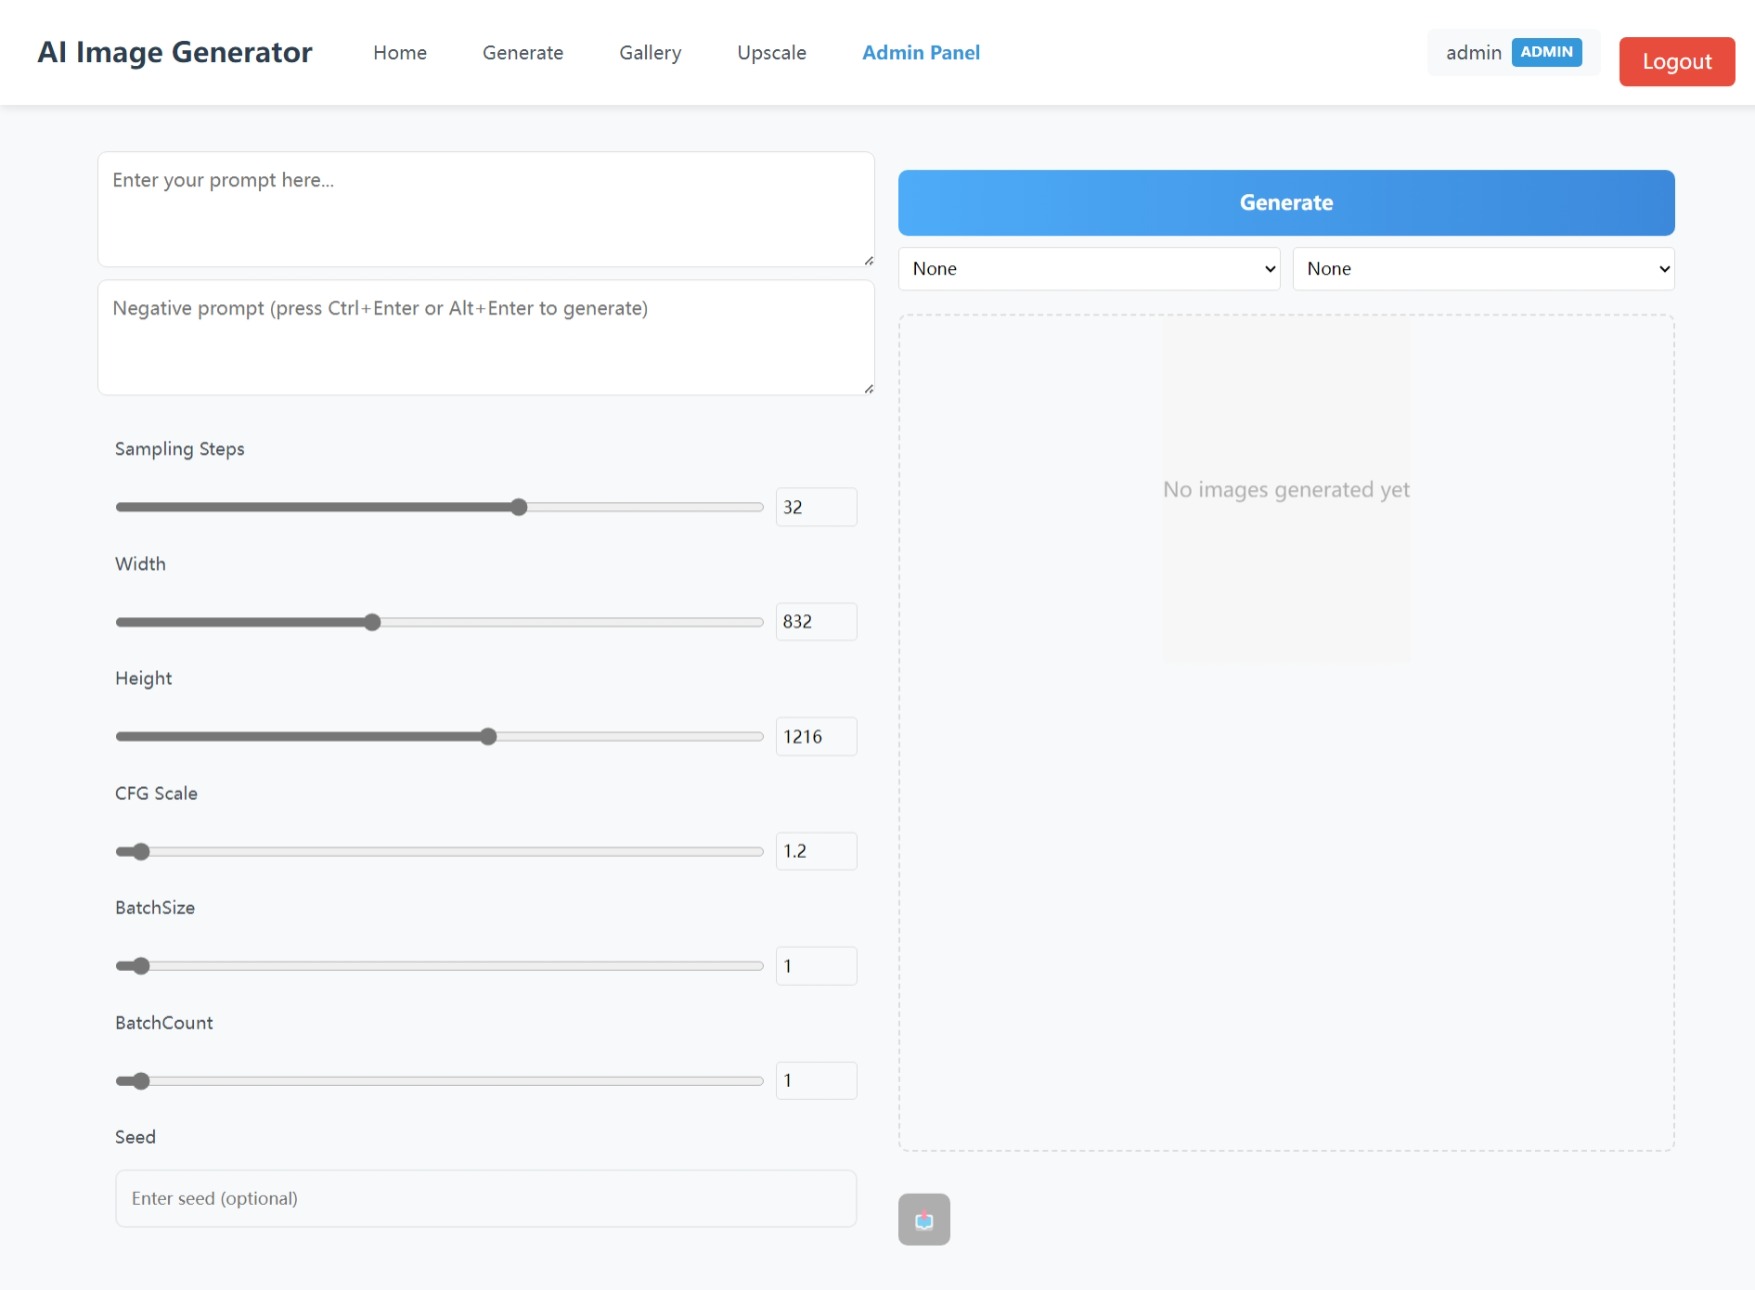 AI Image Generator
Home
Generate
Gallery
Upscale
Admin Panel
admin
ADMIN
Logout
Enter your prompt here...
Negative prompt (press Ctrl+Enter or Alt+Enter to generate)
Sampling Steps
32
Width
832
Height
1216
CFG Scale
1.2
BatchSize
1
BatchCount
1
Seed
Enter seed (optional)
Generate
None
None
No images generated yet